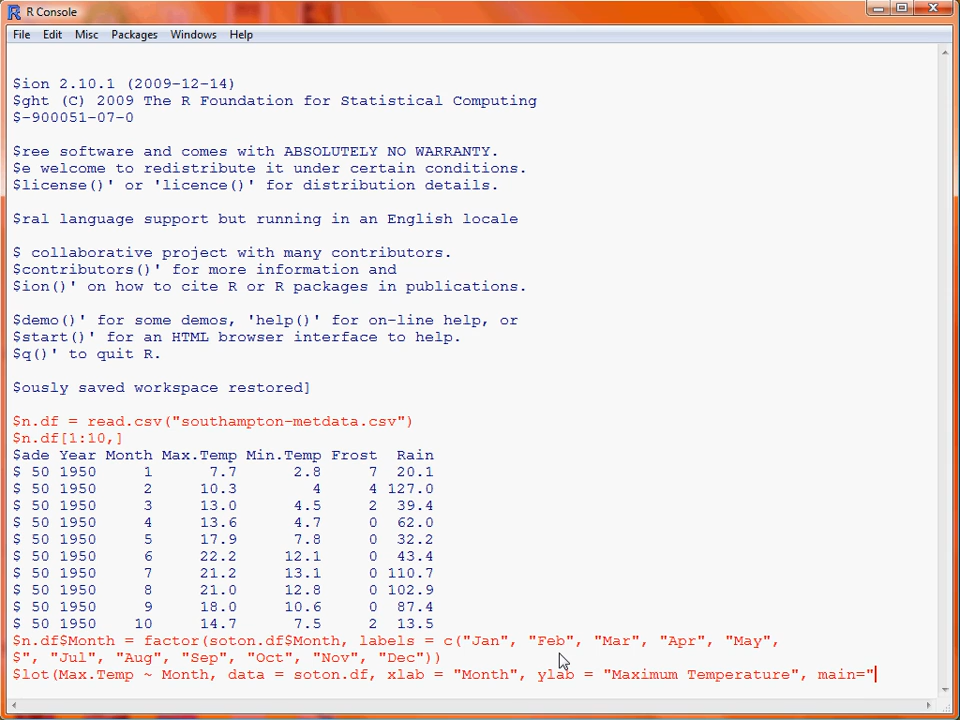 R Console
File Edit Misc Packages Windows Help
$ion 2.10.1 (2009-12-14)
$ght (C) 2009 The R Foundation for Statistical Computing
$-900051-07-0
$ree software and comes with ABSOLUTELY NO WARRANTY.
$e welcome to redistribute it under certain conditions.
$license()' or 'licence()' for distribution details.
$ral language support but running in an English locale
$ collaborative project with many contributors.
$contributors()' for more information and
$ion()' on how to cite R or R packages in publications.
$demo()' for some demos, 'help()' for on-line help, or
$start()' for an HTML browser interface to help.
$q()' to quit R.
$ously saved workspace restored]
$n.df = read.csv("southampton-metdata.csv")
$n.df[1:10,]
$ade Year Month Max.Temp Min.Temp Frost Rain
$ 50 1950 1 7.7 2.8 7 20.1
$ 50 1950 2 10.3 4 4 127.0
$ 50 1950 3 13.0 4.5 2 39.4
$ 50 1950 4 13.6 4.7 0 62.0
$ 50 1950 5 17.9 7.8 0 32.2
$ 50 1950 6 22.2 12.1 0 43.4
$ 50 1950 7 21.2 13.1 0 110.7
$ 50 1950 8 21.0 12.8 0 102.9
$ 50 1950 9 18.0 10.6 0 87.4
$ 50 1950 10 14.7 7.5 2 13.5
$n.df$Month = factor(soton.df$Month, labels = c("Jan", "Feb", "Mar", "Apr", "May",
$", "Jul", "Aug", "Sep", "Oct", "Nov", "Dec"))
$lot(Max.Temp ~ Month, data = soton.df, xlab = "Month", ylab = "Maximum Temperature", main="